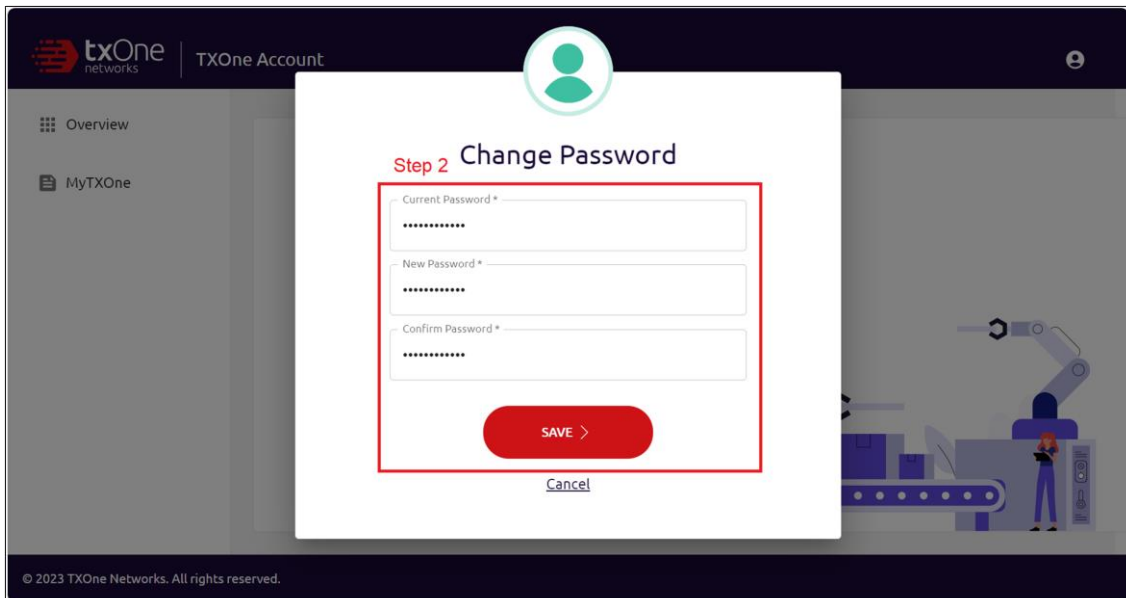 txOne
networks
TXOne Account
Overview
MyTXOne
Step 2
Change Password
Current Password *
••••••••••••
New Password *
••••••••••••
Confirm Password *
••••••••••••
SAVE >
Cancel
© 2023 TXOne Networks. All rights reserved.